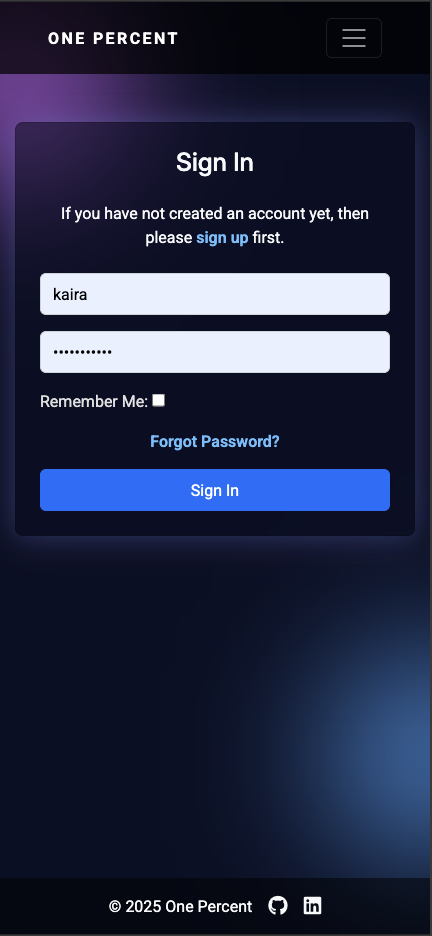 ONE PERCENT
Sign In
If you have not created an account yet, then
please sign up first.
kaira
•••••••••••
Remember Me:
Forgot Password?
Sign In
© 2025 One Percent
in